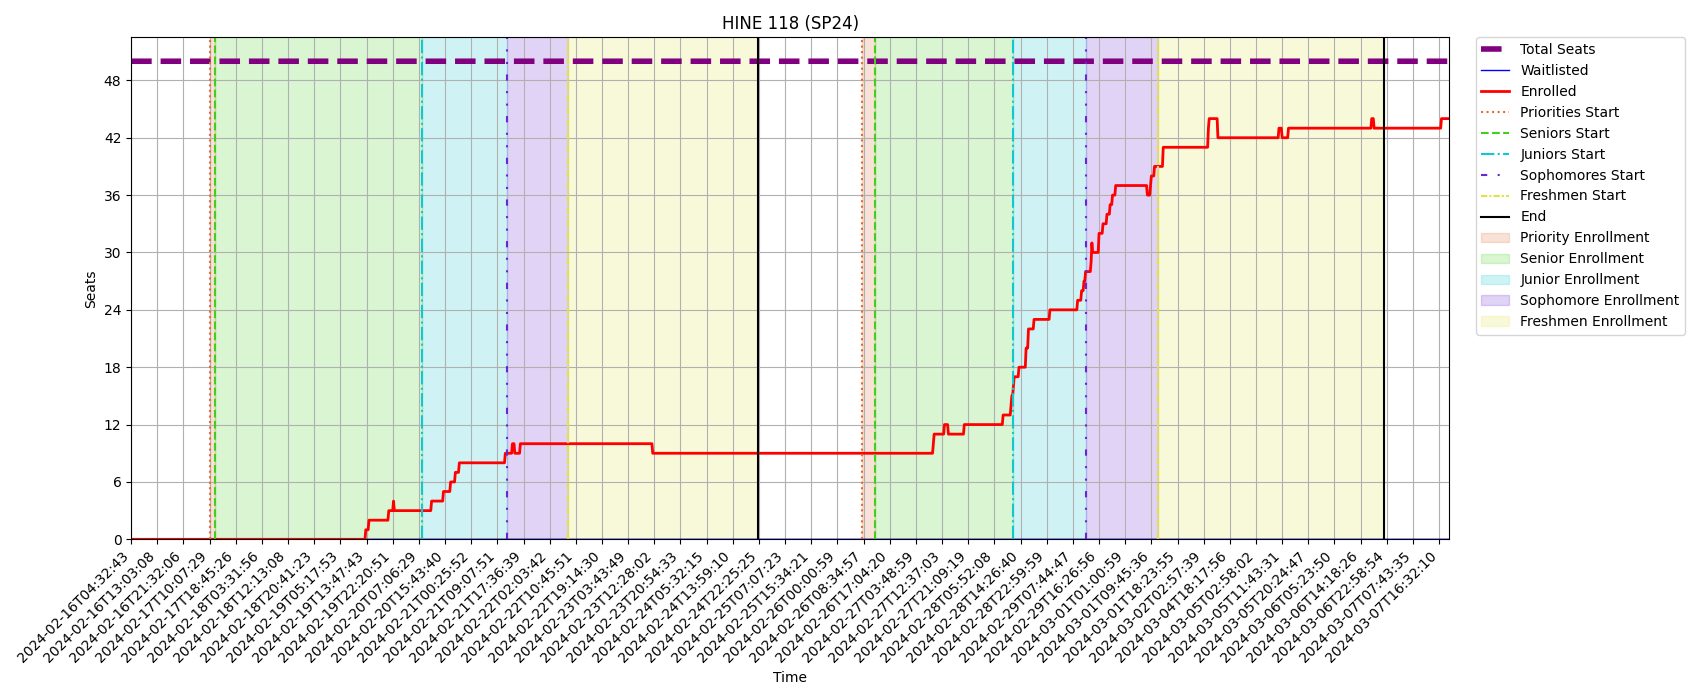 HINE 118 (SP24)
Total Seats
Waitlisted
Enrolled
Priorities Start
Seniors Start
Juniors Start
Sophomores Start
Freshmen Start
End
Priority Enrollment
Senior Enrollment
Junior Enrollment
Sophomore Enrollment
Freshmen Enrollment
Seats
48
42
36
30
24
18
12
6
0
2024-02-16T04:32:43
2024-02-16T13:03:08
2024-02-16T21:32:06
2024-02-17T10:07:29
2024-02-17T18:45:26
2024-02-18T03:31:56
2024-02-18T12:13:08
2024-02-18T20:41:23
2024-02-19T05:17:53
2024-02-19T13:47:43
2024-02-19T22:20:51
2024-02-20T07:06:29
2024-02-20T15:43:40
2024-02-21T00:25:52
2024-02-21T09:07:51
2024-02-21T17:36:39
2024-02-22T02:03:42
2024-02-22T10:45:51
2024-02-22T19:14:30
2024-02-23T03:43:49
2024-02-23T12:28:02
2024-02-23T20:54:33
2024-02-24T05:32:15
2024-02-24T13:59:10
2024-02-24T22:25:25
2024-02-25T07:07:23
2024-02-25T15:34:21
2024-02-26T00:00:59
2024-02-26T08:34:57
2024-02-26T17:04:20
2024-02-27T03:48:59
2024-02-27T12:37:03
2024-02-27T21:09:19
2024-02-28T05:52:08
2024-02-28T14:26:40
2024-02-28T22:59:59
2024-02-29T07:44:47
2024-02-29T16:26:56
2024-03-01T01:00:59
2024-03-01T09:45:36
2024-03-01T18:23:55
2024-03-02T02:57:39
2024-03-04T18:17:56
2024-03-05T02:58:02
2024-03-05T11:43:31
2024-03-05T20:24:47
2024-03-06T05:23:50
2024-03-06T14:18:26
2024-03-06T22:58:54
2024-03-07T07:43:35
2024-03-07T16:32:10
Time